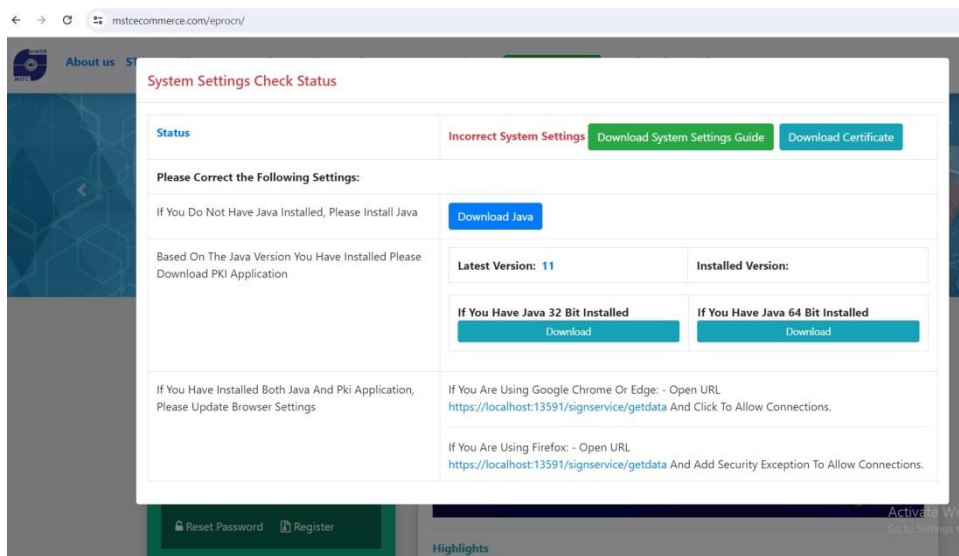 mstcecommerce.com/eprocn/
About us
System Settings Check Status
Status
Incorrect System Settings
Download System Settings Guide
Download Certificate
Please Correct the Following Settings:
If You Do Not Have Java Installed, Please Install Java
Download Java
Based On The Java Version You Have Installed Please
Download PKI Application
Latest Version: 11
Installed Version:
If You Have Java 32 Bit Installed
Download
If You Have Java 64 Bit Installed
Download
If You Have Installed Both Java And Pki Application,
Please Update Browser Settings
If You Are Using Google Chrome Or Edge: - Open URL
https://localhost:13591/signservice/getdata And Click To Allow Connections.
If You Are Using Firefox: - Open URL
https://localhost:13591/signservice/getdata And Add Security Exception To Allow Connections.
Reset Password
Register
Activate
Go to
Highlights